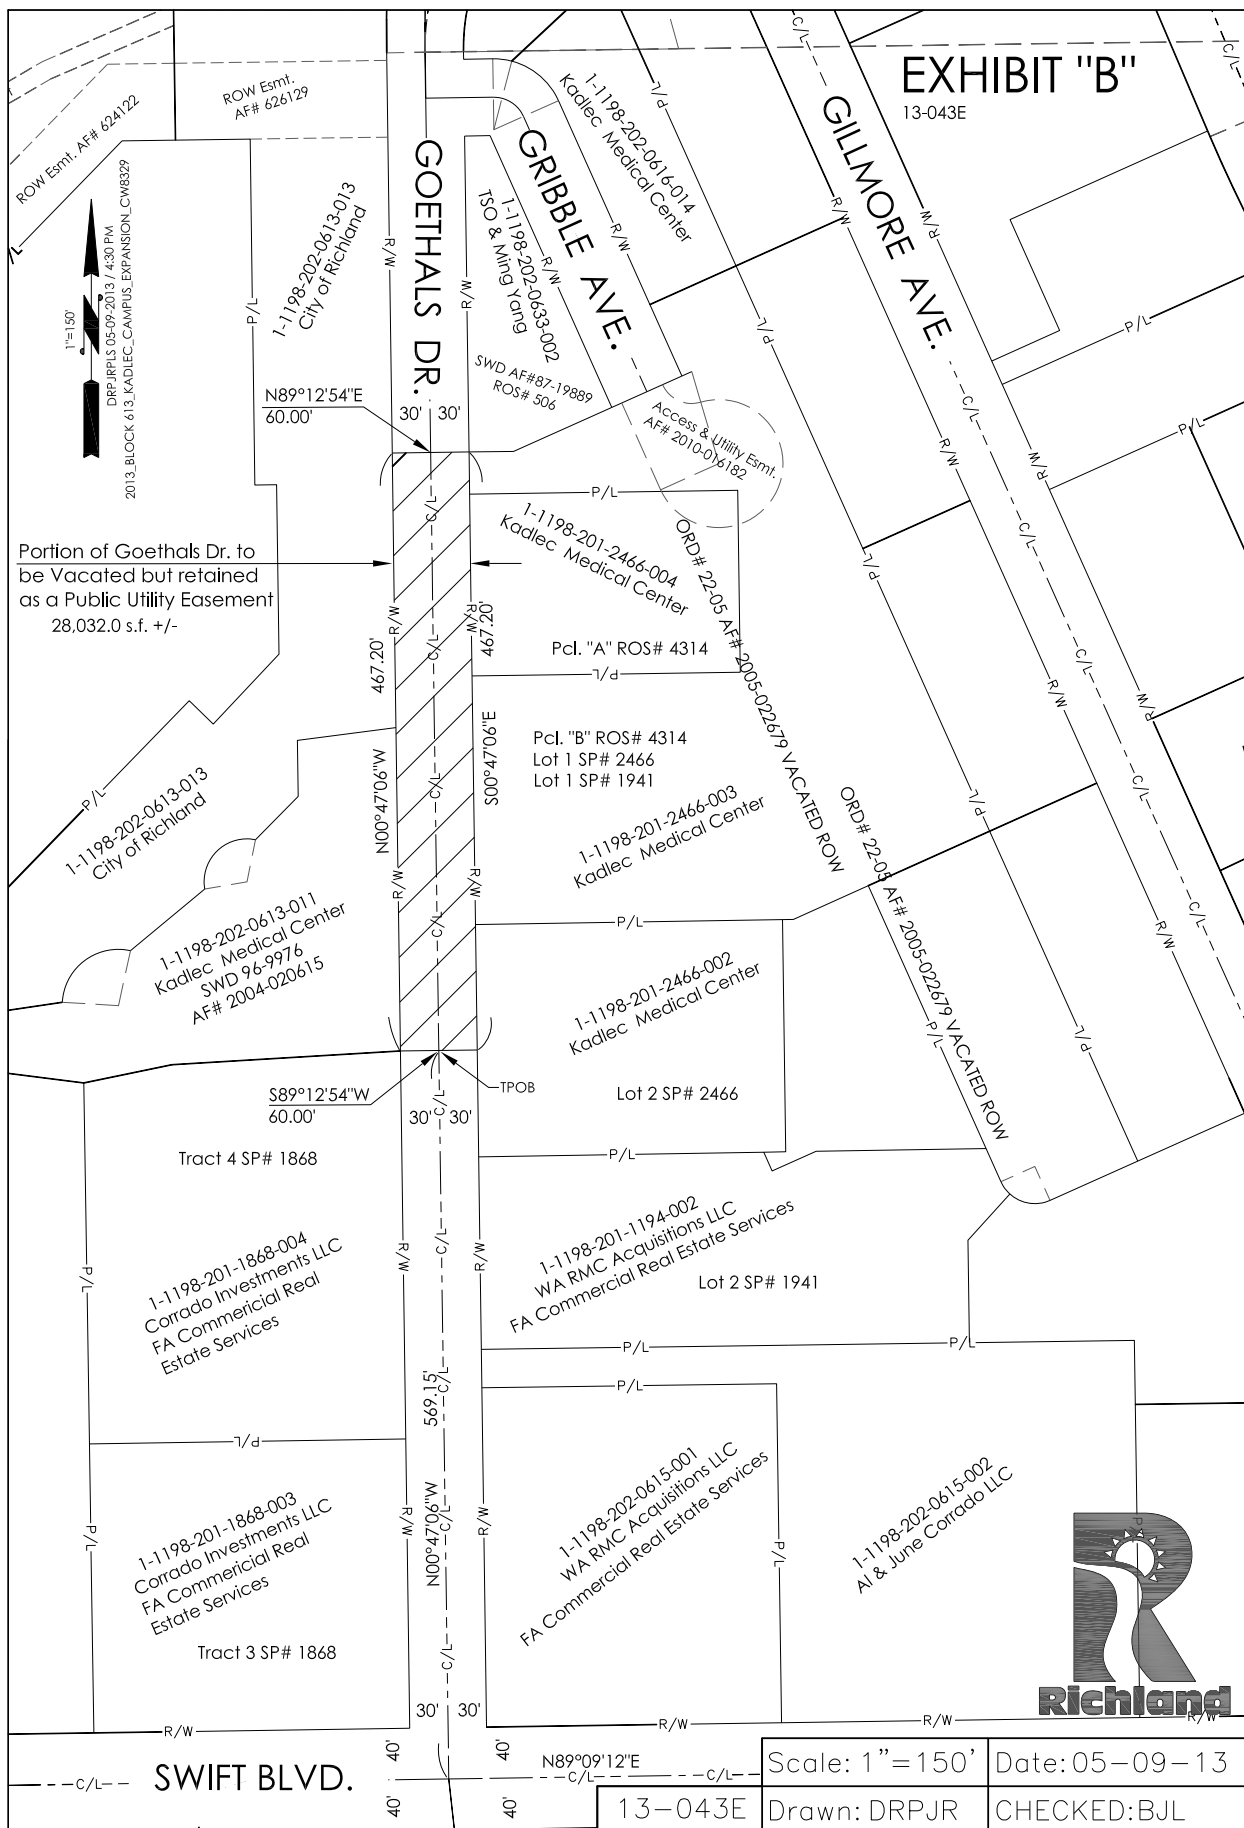 EXHIBIT "B"
13-043E
ROW Esmt. AF# 624122
ROW Esmt.
AF# 626129
1"=150'
DRPJRPLS 05-09-2013 / 4:30 PM
2013_BLOCK 613_KADLEC_CAMPUS_EXPANSION_CW8329
1-1198-202-0613-013
City of Richland
GOETHALS DR.
GRIBBLE AVE.
GILLMORE AVE.
1-1198-202-0616-014
Kadlec Medical Center
1-1198-202-0633-002
TSO & Ming Yang
SWD AF#87-19889
ROS# 506
Access & Utility Esmt.
AF# 2010-016182
N89°12'54"E
60.00'
30' 30'
Portion of Goethals Dr. to
be Vacated but retained
as a Public Utility Easement
28,032.0 s.f. +/-
467.20'
467.20'
N00°47'06"W
S00°47'06"E
1-1198-201-2466-004
Kadlec Medical Center
Pcl. "A" ROS# 4314
ORD# 22-05 AF# 2005-022679 VACATED ROW
ORD# 22-05 AF# 2005-022679 VACATED ROW
Pcl. "B" ROS# 4314
Lot 1 SP# 2466
Lot 1 SP# 1941
1-1198-201-2466-003
Kadlec Medical Center
1-1198-202-0613-013
City of Richland
1-1198-202-0613-011
Kadlec Medical Center
SWD 96-9976
AF# 2004-020615
1-1198-201-2466-002
Kadlec Medical Center
Lot 2 SP# 2466
S89°12'54"W
60.00'
TPOB
30' 30'
Tract 4 SP# 1868
1-1198-201-1868-004
Corrado Investments LLC
FA Commericial Real
Estate Services
1-1198-201-1194-002
WA RMC Acquisitions LLC
FA Commercial Real Estate Services
Lot 2 SP# 1941
569.15'
N00°47'06"W
1-1198-201-1868-003
Corrado Investments LLC
FA Commericial Real
Estate Services
Tract 3 SP# 1868
1-1198-202-0615-001
WA RMC Acquisitions LLC
FA Commercial Real Estate Services
1-1198-202-0615-002
Al & June Corrado LLC
Richland
30' 30'
R/W
R/W
R/W
R/W
40' 40'
N89°09'12"E
C/L
SWIFT BLVD.
C/L
C/L
40' 40'
Scale: 1"=150'
Date: 05-09-13
13-043E
Drawn: DRPJR
CHECKED: BJL